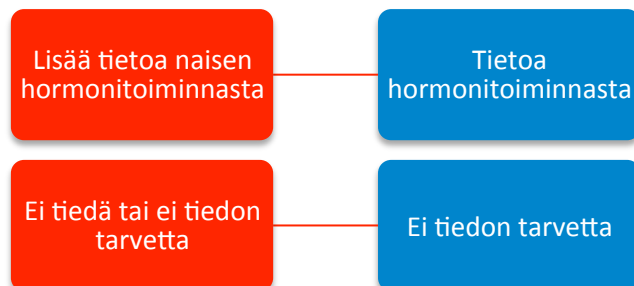 Lisää tietoa naisen
hormonitoiminnasta
Tietoa
hormonitoiminnasta
Ei tiedä tai ei tiedon
tarvetta
Ei tiedon tarvetta